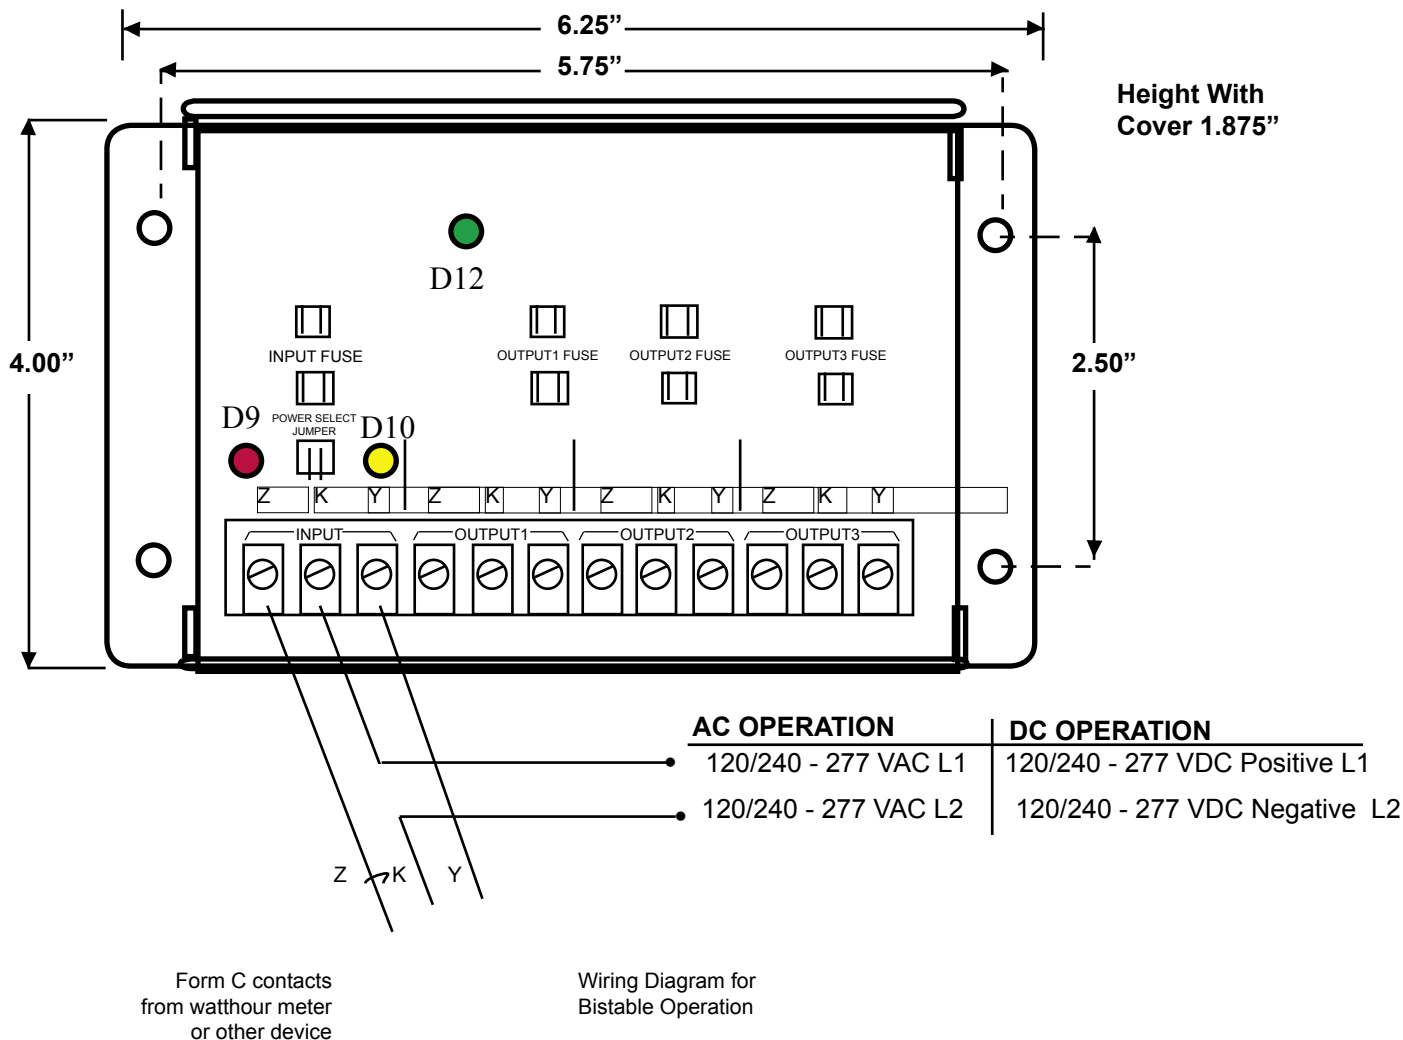 6.25”
5.75”
Height With
Cover 1.875”
D12
4.00”
2.50”
INPUT FUSE
OUTPUT1 FUSE
OUTPUT2 FUSE
OUTPUT3 FUSE
D9
POWER SELECT
JUMPER
D10
Z K Y Z K Y Z K Y Z K Y
INPUT
OUTPUT1
OUTPUT2
OUTPUT3
AC OPERATION
DC OPERATION
120/240 - 277 VAC L1
120/240 - 277 VDC Positive L1
120/240 - 277 VAC L2
120/240 - 277 VDC Negative L2
Z K Y
Form C contacts
from watthour meter
or other device
Wiring Diagram for
Bistable Operation